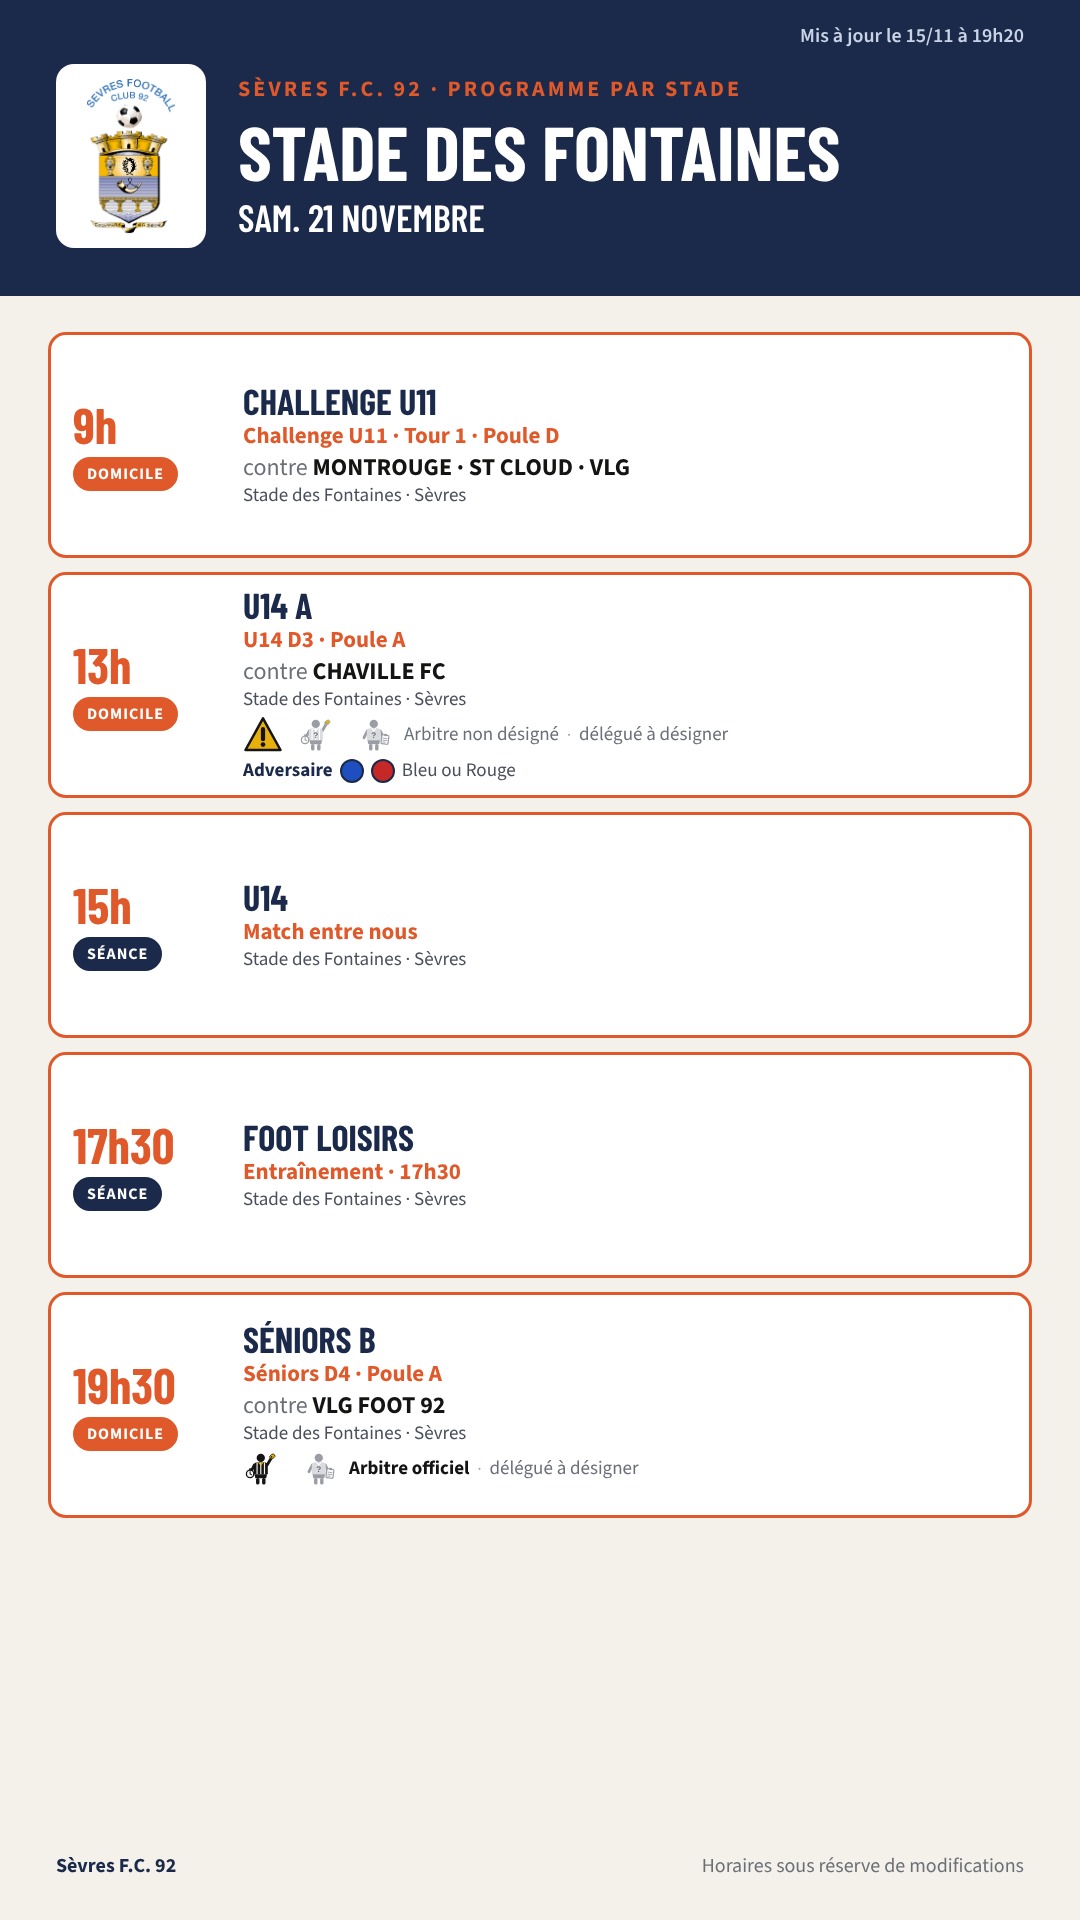 Mis à jour le 15/11 à 19h20
SEVRES FOOTBALL
CLUB 92
SÈVRES F.C. 92 · PROGRAMME PAR STADE
STADE DES FONTAINES
SAM. 21 NOVEMBRE
9h
DOMICILE
CHALLENGE U11
Challenge U11 · Tour 1 · Poule D
contre MONTROUGE · ST CLOUD · VLG
Stade des Fontaines · Sèvres
13h
DOMICILE
U14 A
U14 D3 · Poule A
contre CHAVILLE FC
Stade des Fontaines · Sèvres
Arbitre non désigné · délégué à désigner
Adversaire Bleu ou Rouge
15h
SÉANCE
U14
Match entre nous
Stade des Fontaines · Sèvres
17h30
SÉANCE
FOOT LOISIRS
Entraînement · 17h30
Stade des Fontaines · Sèvres
19h30
DOMICILE
SÉNIORS B
Séniors D4 · Poule A
contre VLG FOOT 92
Stade des Fontaines · Sèvres
Arbitre officiel · délégué à désigner
Sèvres F.C. 92
Horaires sous réserve de modifications